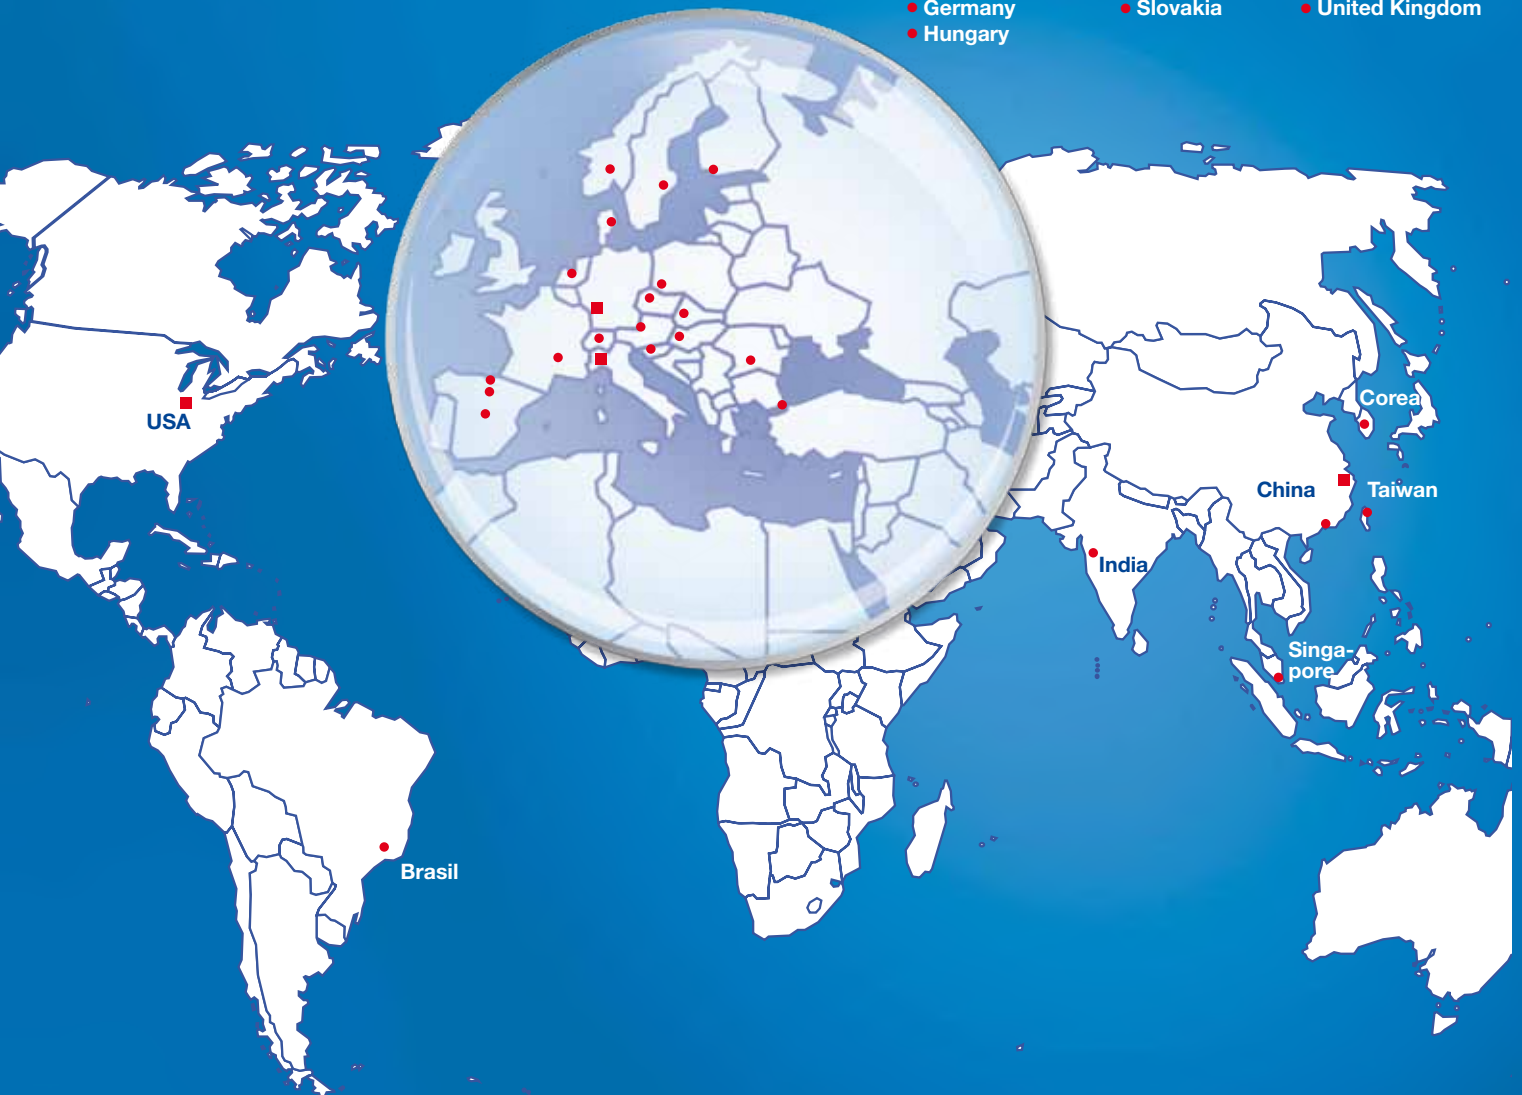 Germany
Slovakia
United Kingdom
Hungary
USA
Corea
China
Taiwan
India
Singa-
pore
Brasil